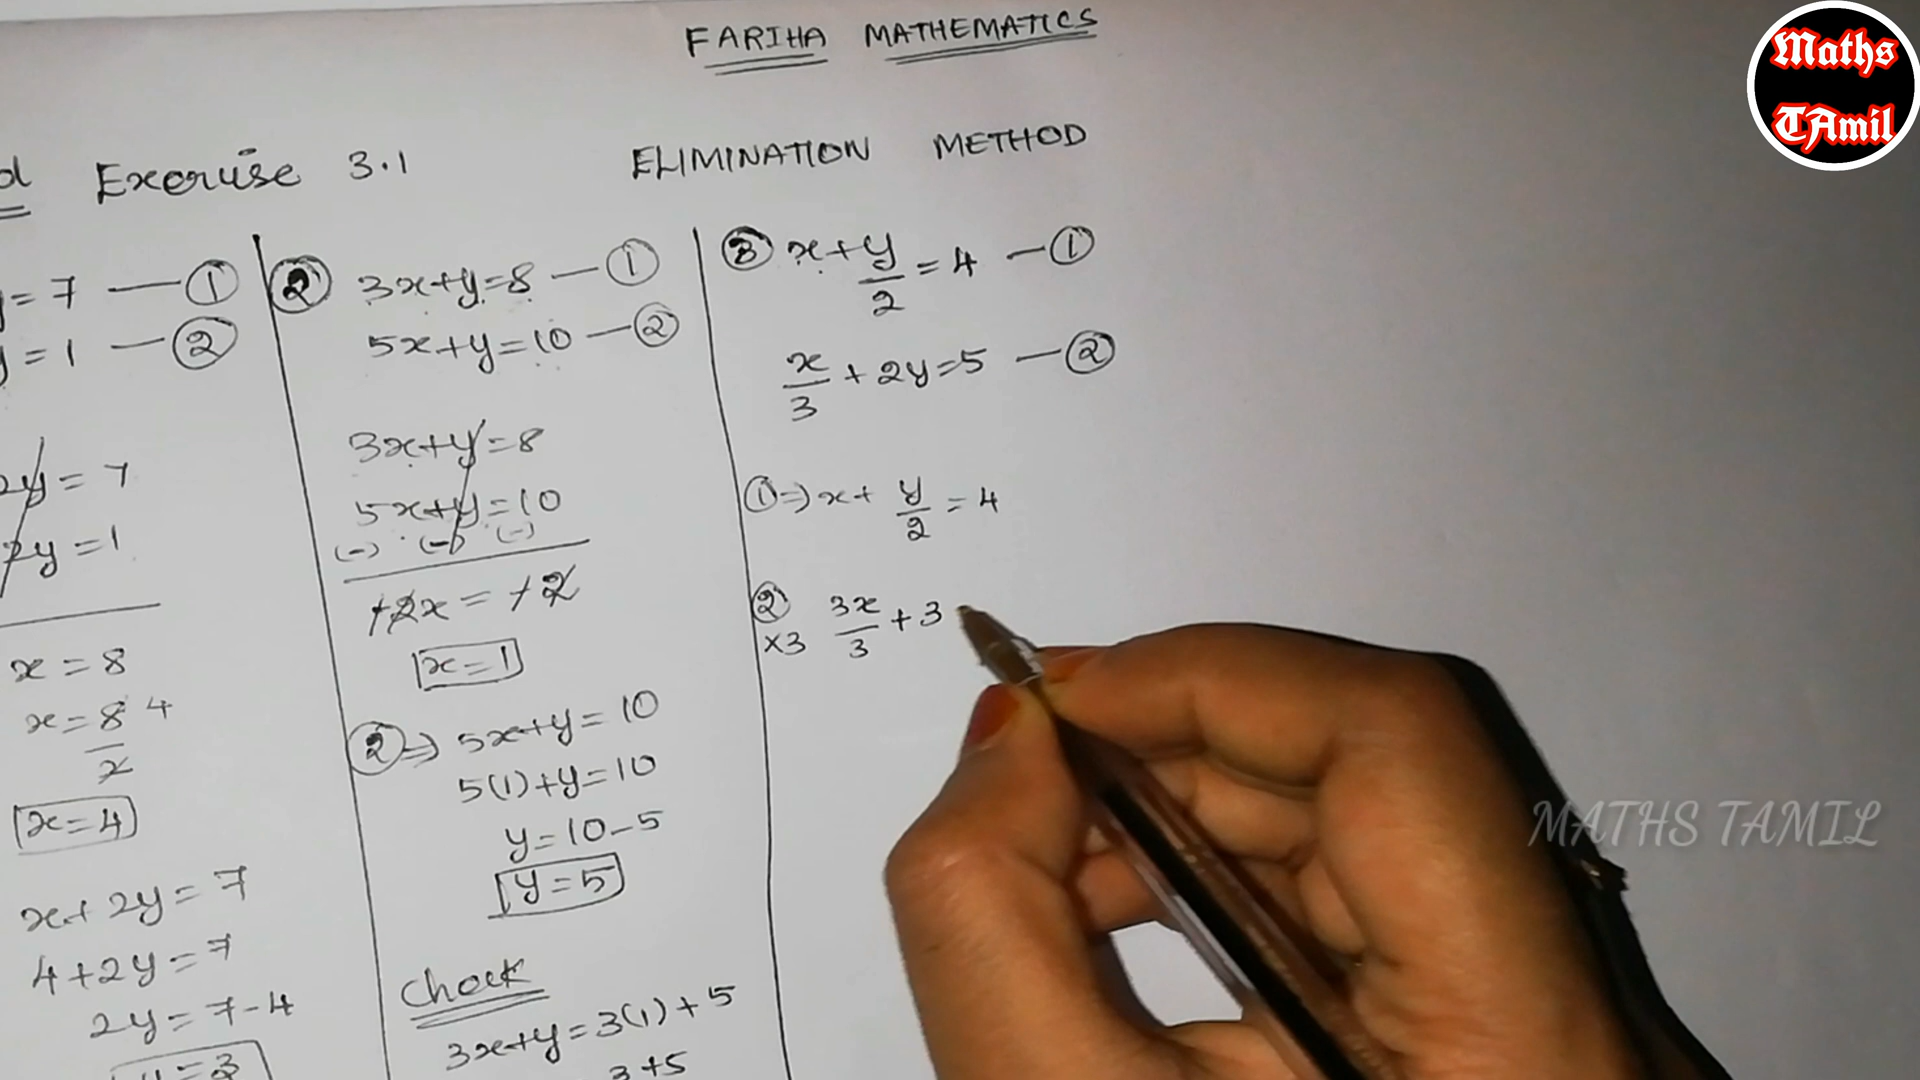 FARIHA MATHEMATICS
Maths
TAmil
Exercise 3.1
ELIMINATION METHOD
y = 7 — ①
y = 1 — ②
2y = 7
2y = 1
x = 8
x = 8 4
2
x = 4
x + 2y = 7
4 + 2y = 7
2y = 7 - 4
② 3x + y = 8 — ①
5x + y = 10 — ②
3x + y = 8
5x + y = 10
(-) (-) (-)
+2x = +2
x = 1
② ⇒ 5x + y = 10
5(1) + y = 10
y = 10 - 5
y = 5
Check
3x + y = 3(1) + 5
3 + 5
③ x + y/2 = 4 — ①
x/3 + 2y = 5 — ②
① ⇒ x + y/2 = 4
② ×3 3x/3 + 3
MATHS TAMIL